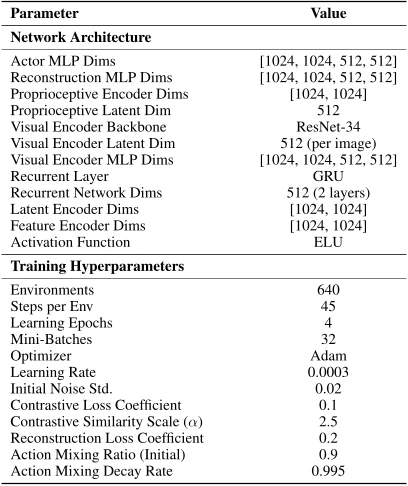 Parameter Value
Network Architecture
Actor MLP Dims [1024, 1024, 512, 512]
Reconstruction MLP Dims [1024, 1024, 512, 512]
Proprioceptive Encoder Dims [1024, 1024]
Proprioceptive Latent Dim 512
Visual Encoder Backbone ResNet-34
Visual Encoder Latent Dim 512 (per image)
Visual Encoder MLP Dims [1024, 1024, 512, 512]
Recurrent Layer GRU
Recurrent Network Dims 512 (2 layers)
Latent Encoder Dims [1024, 1024]
Feature Encoder Dims [1024, 1024]
Activation Function ELU
Training Hyperparameters
Environments 640
Steps per Env 45
Learning Epochs 4
Mini-Batches 32
Optimizer Adam
Learning Rate 0.0003
Initial Noise Std. 0.02
Contrastive Loss Coefficient 0.1
Contrastive Similarity Scale (α) 2.5
Reconstruction Loss Coefficient 0.2
Action Mixing Ratio (Initial) 0.9
Action Mixing Decay Rate 0.995